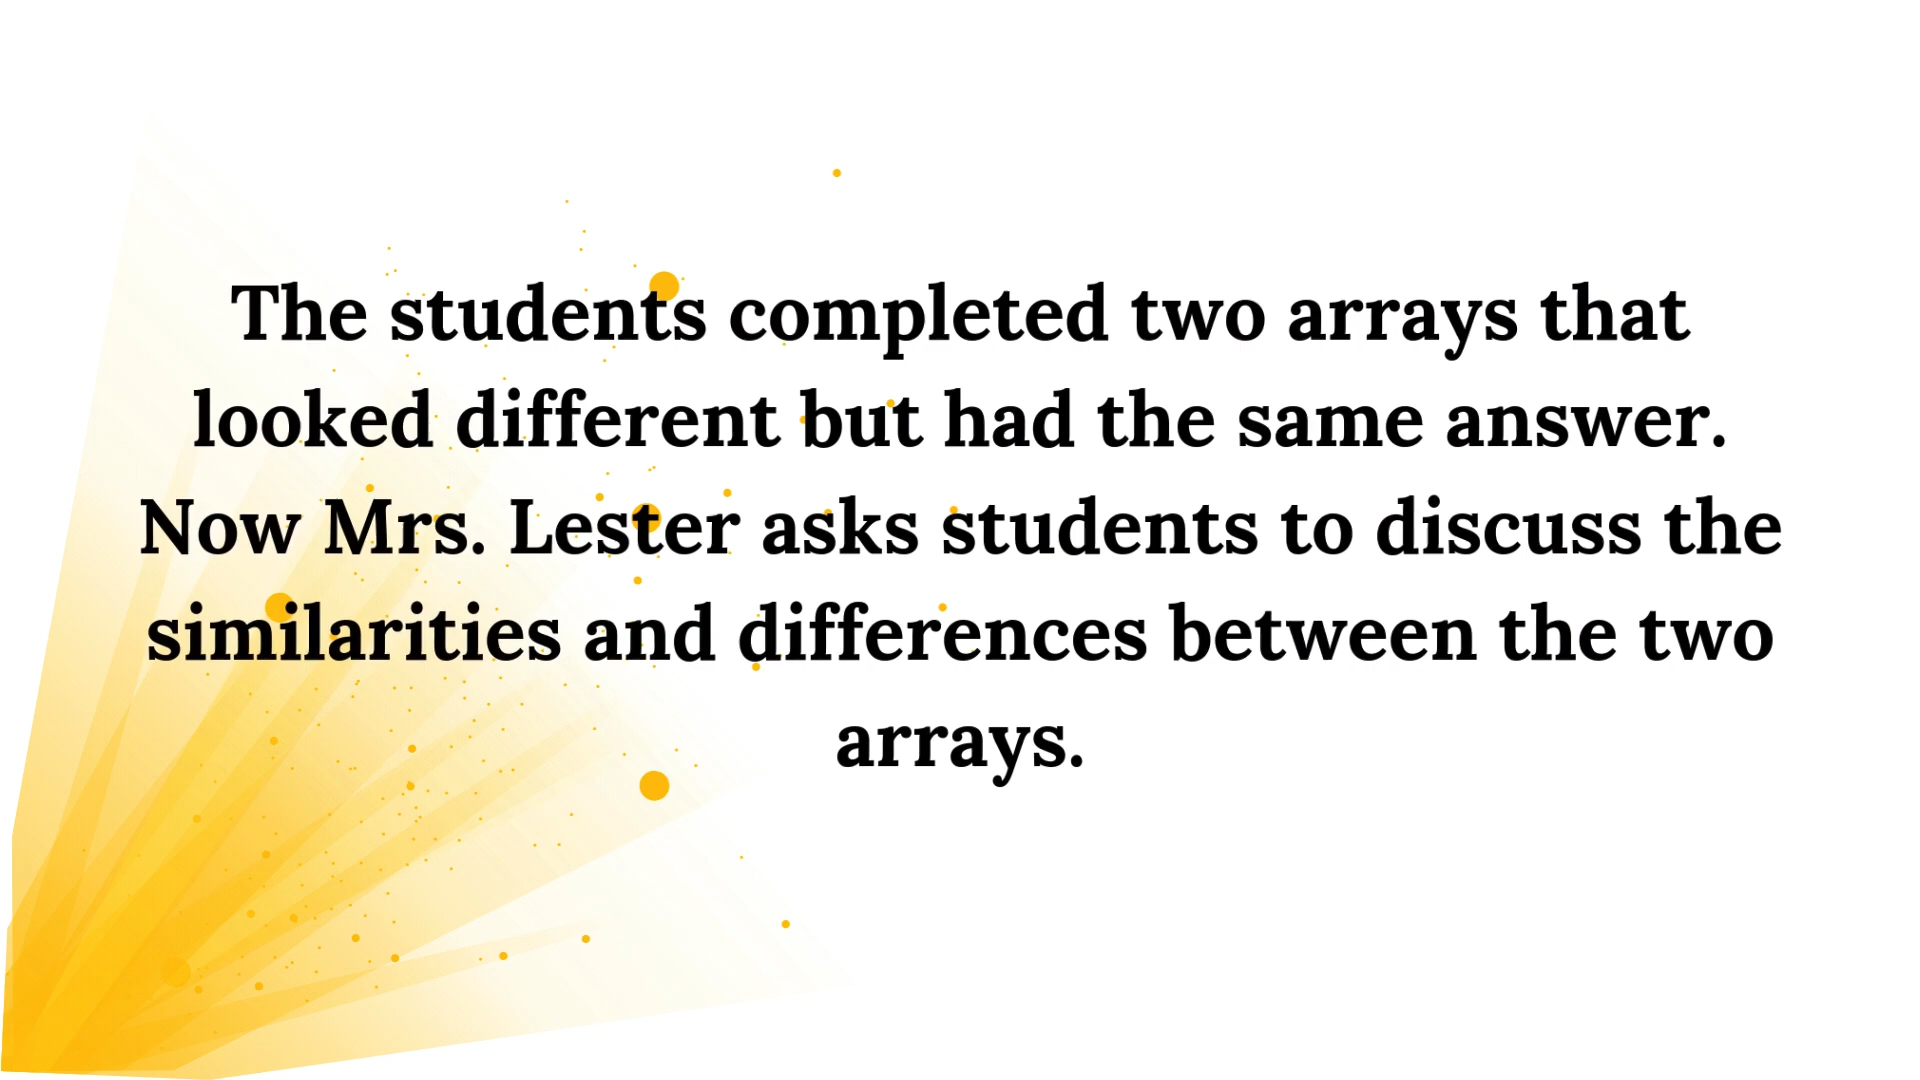 The students completed two arrays that
looked different but had the same answer.
Now Mrs. Lester asks students to discuss the
similarities and differences between the two
arrays.